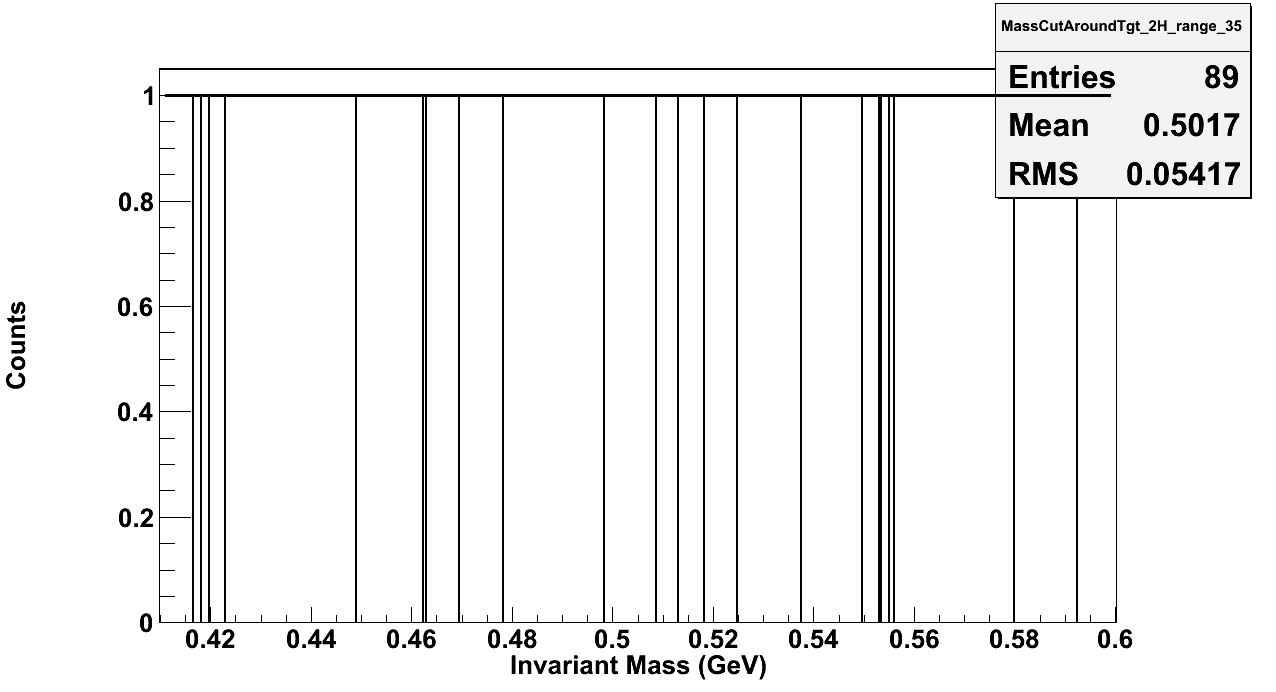 MassCutAroundTgt_2H_range_35
Entries 89
Mean 0.5017
RMS 0.05417
1
0.8
0.6
0.4
0.2
0
Counts
0.42 0.44 0.46 0.48 0.5 0.52 0.54 0.56 0.58 0.6
Invariant Mass (GeV)